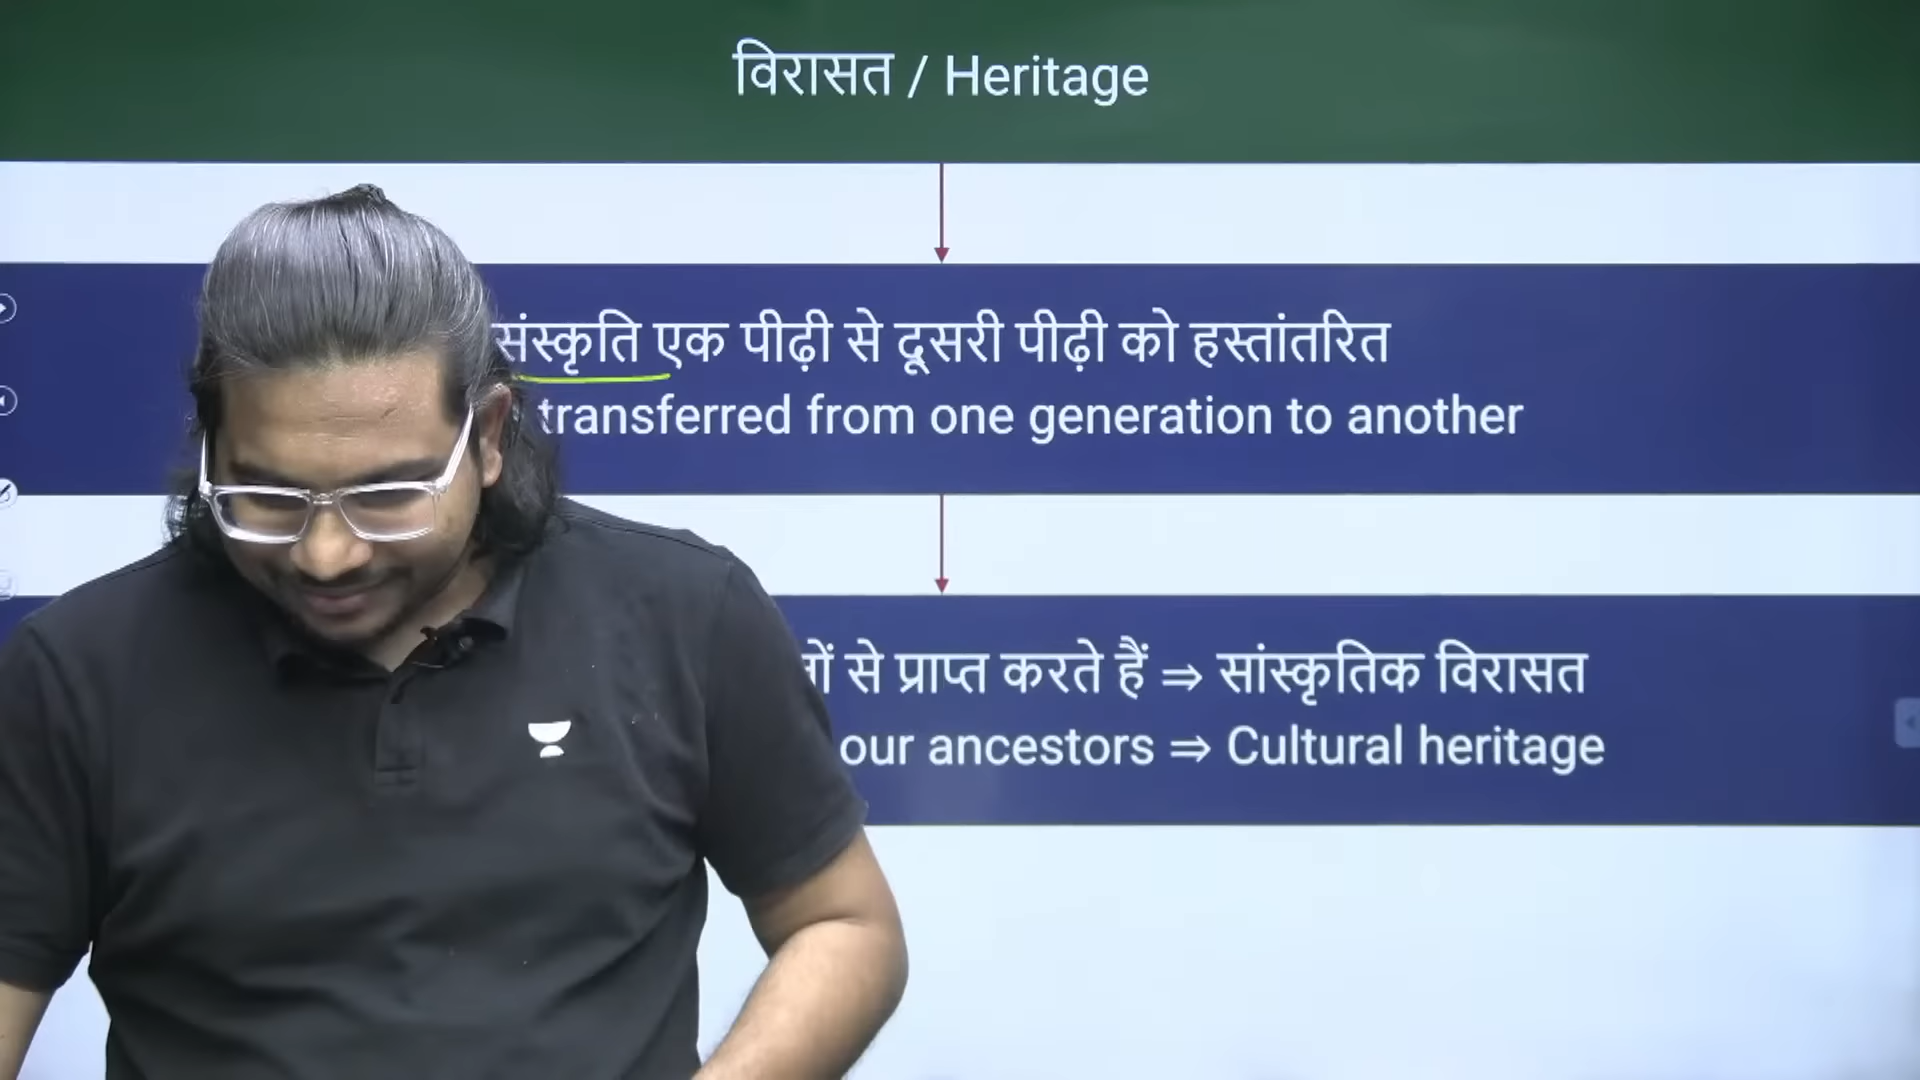 विरासत / Heritage
संस्कृति एक पीढ़ी से दूसरी पीढ़ी को हस्तांतरित
transferred from one generation to another
से प्राप्त करते हैं ⇒ सांस्कृतिक विरासत
our ancestors ⇒ Cultural heritage